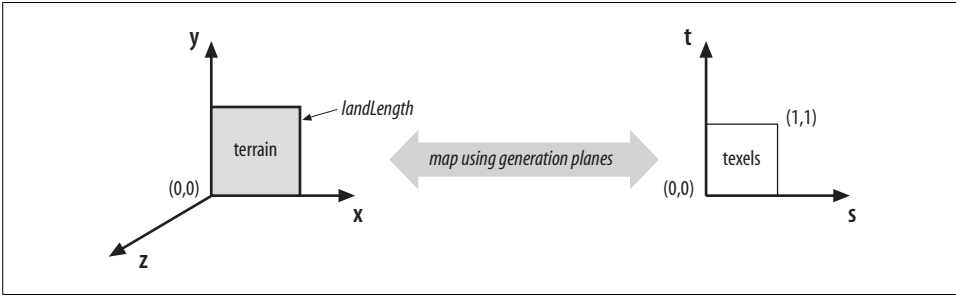 y
landLength
terrain
(0,0)
x
z
map using generation planes
t
(1,1)
texels
(0,0)
s